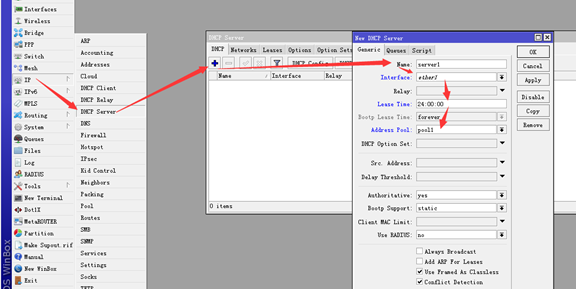 Interfaces
Wireless
Bridge
PPP
Switch
Mesh
IP
IPv6
MPLS
Routing
System
Queues
Files
Log
RADIUS
Tools
New Terminal
Dot1X
MetaROUTER
Partition
Make Supout.rif
Manual
New WinBox
Exit
OS WinBox
ARP
Accounting
Addresses
Cloud
DHCP Client
DHCP Relay
DHCP Server
DNS
Firewall
Hotspot
IPsec
Kid Control
Neighbors
Packing
Pool
Routes
SMB
SNMP
Services
Settings
Socks
TFTP
DHCP Server
DHCP Networks Leases Options Option Sets
DHCP Config
Name Interface Relay
0 items
New DHCP Server
Generic Queues Script
Name: server1
Interface: ether2
Relay:
Lease Time: 24:00:00
Bootp Lease Time: forever
Address Pool: pool1
DHCP Option Set:
Src. Address:
Delay Threshold:
Authoritative: yes
Bootp Support: static
Client MAC Limit:
Use RADIUS: no
Always Broadcast
Add ARP For Leases
Use Framed As Classless
Conflict Detection
OK
Cancel
Apply
Disable
Copy
Remove